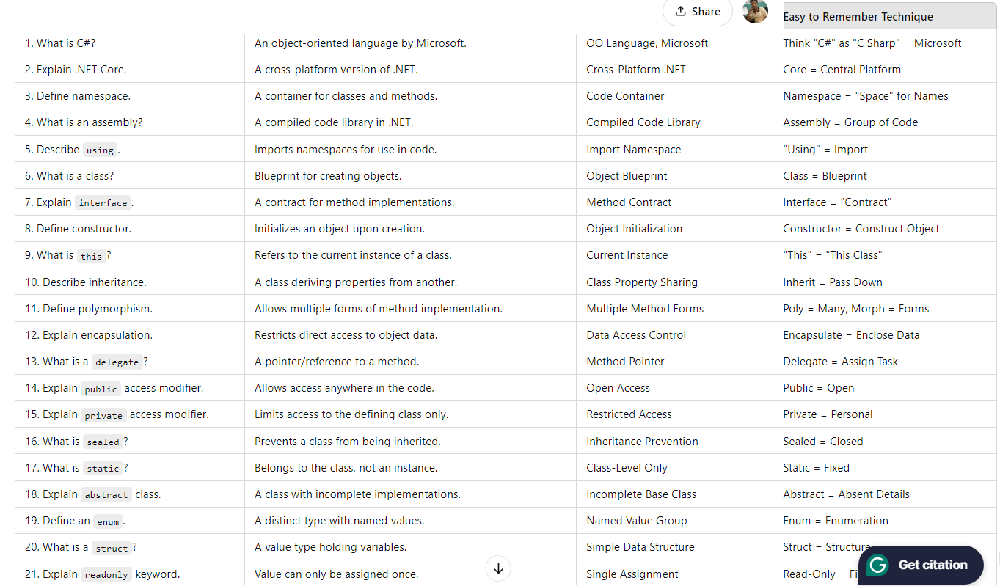 Share
Easy to Remember Technique
1. What is C#? An object-oriented language by Microsoft. OO Language, Microsoft Think "C#" as "C Sharp" = Microsoft
2. Explain .NET Core. A cross-platform version of .NET. Cross-Platform .NET Core = Central Platform
3. Define namespace. A container for classes and methods. Code Container Namespace = "Space" for Names
4. What is an assembly? A compiled code library in .NET. Compiled Code Library Assembly = Group of Code
5. Describe using. Imports namespaces for use in code. Import Namespace "Using" = Import
6. What is a class? Blueprint for creating objects. Object Blueprint Class = Blueprint
7. Explain interface. A contract for method implementations. Method Contract Interface = "Contract"
8. Define constructor. Initializes an object upon creation. Object Initialization Constructor = Construct Object
9. What is this? Refers to the current instance of a class. Current Instance "This" = "This Class"
10. Describe inheritance. A class deriving properties from another. Class Property Sharing Inherit = Pass Down
11. Define polymorphism. Allows multiple forms of method implementation. Multiple Method Forms Poly = Many, Morph = Forms
12. Explain encapsulation. Restricts direct access to object data. Data Access Control Encapsulate = Enclose Data
13. What is a delegate? A pointer/reference to a method. Method Pointer Delegate = Assign Task
14. Explain public access modifier. Allows access anywhere in the code. Open Access Public = Open
15. Explain private access modifier. Limits access to the defining class only. Restricted Access Private = Personal
16. What is sealed? Prevents a class from being inherited. Inheritance Prevention Sealed = Closed
17. What is static? Belongs to the class, not an instance. Class-Level Only Static = Fixed
18. Explain abstract class. A class with incomplete implementations. Incomplete Base Class Abstract = Absent Details
19. Define an enum. A distinct type with named values. Named Value Group Enum = Enumeration
20. What is a struct? A value type holding variables. Simple Data Structure Struct = Structure
21. Explain readonly keyword. Value can only be assigned once. Single Assignment Read-Only =
Get citation